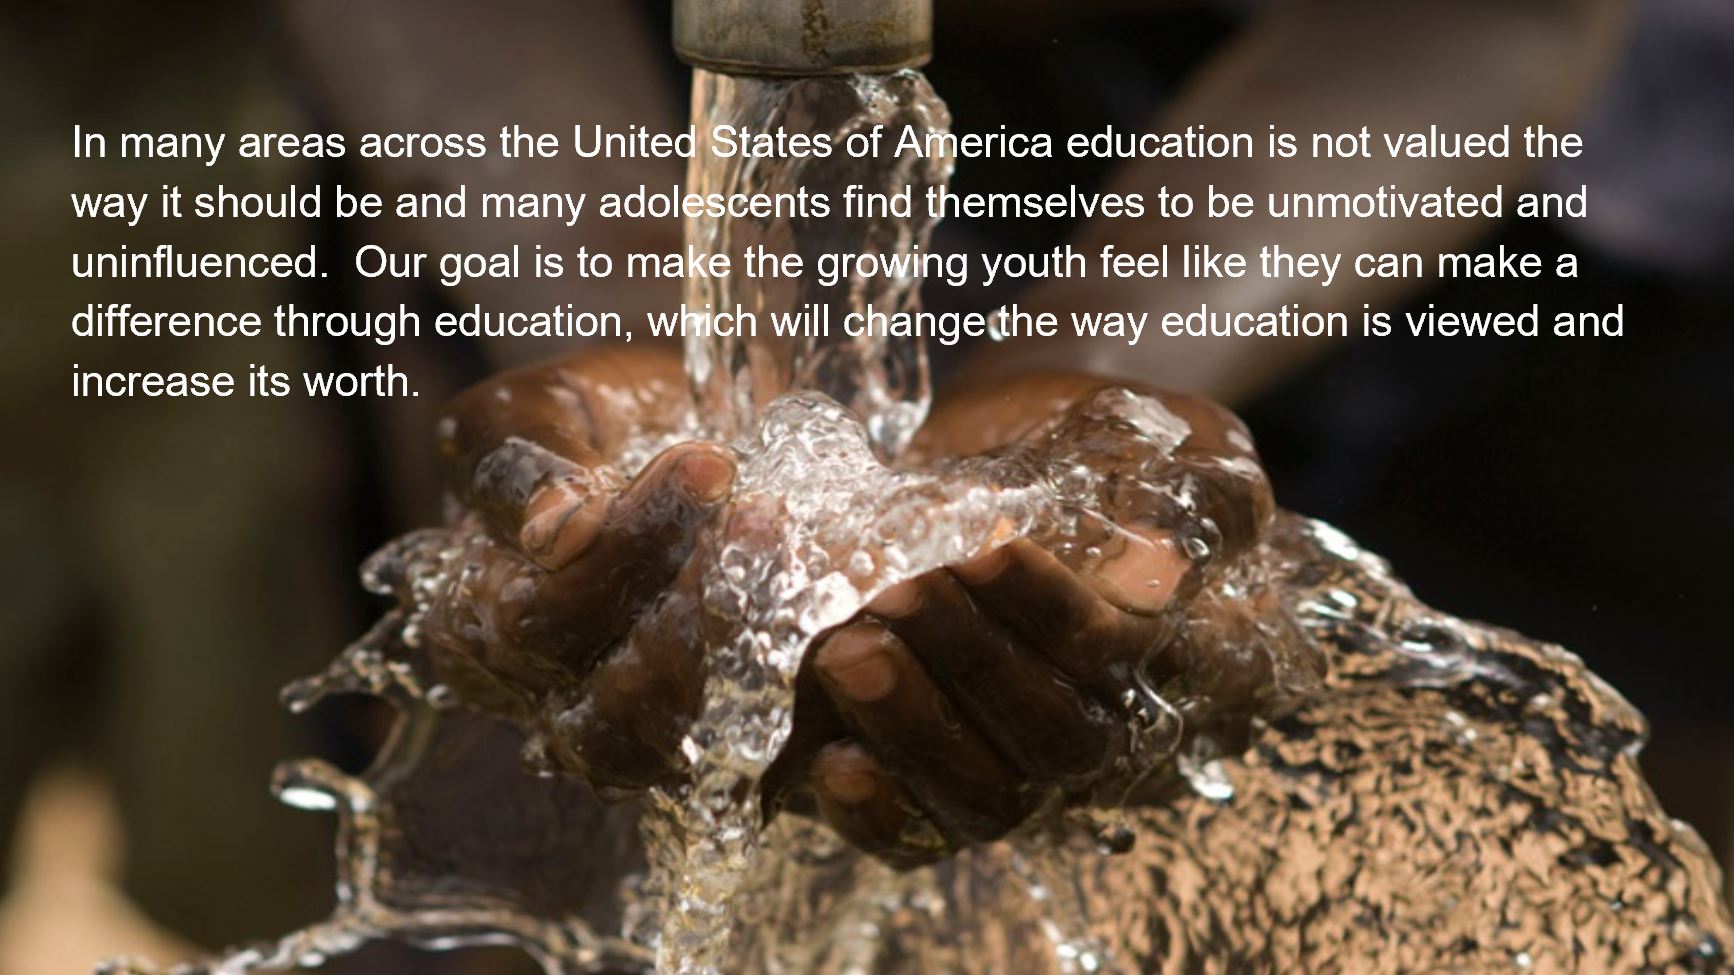 In many areas across the United States of America education is not valued the
way it should be and many adolescents find themselves to be unmotivated and
uninfluenced.  Our goal is to make the growing youth feel like they can make a
difference through education, which will change the way education is viewed and
increase its worth.